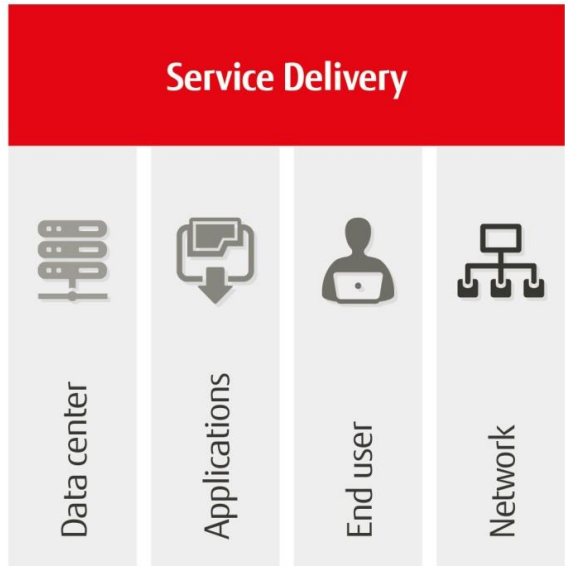 Service Delivery
Data center
Applications
End user
Network